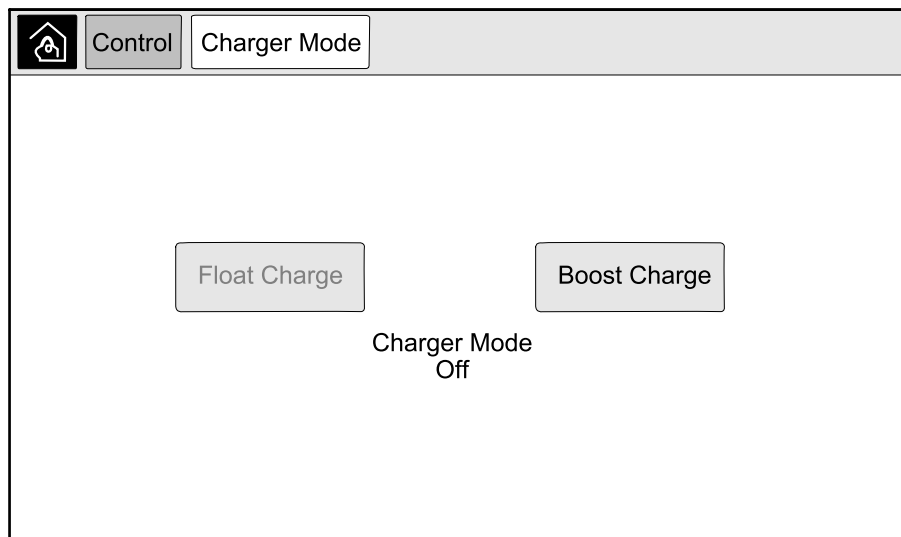 Control
Charger Mode
Float Charge
Boost Charge
Charger Mode
Off